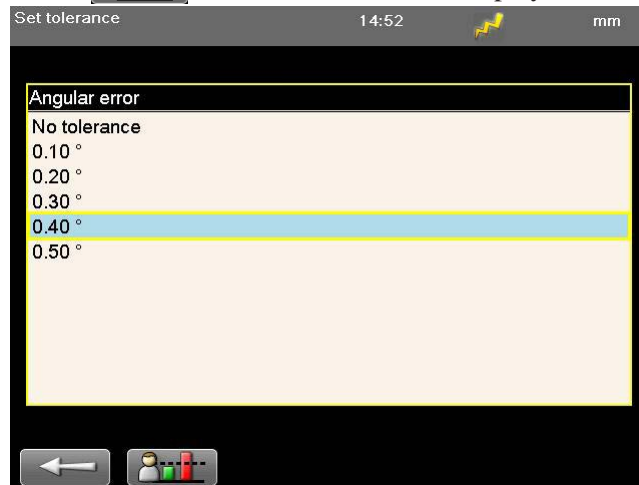 Set tolerance 14:52 mm
Angular error
No tolerance
0.10 °
0.20 °
0.30 °
0.40 °
0.50 °